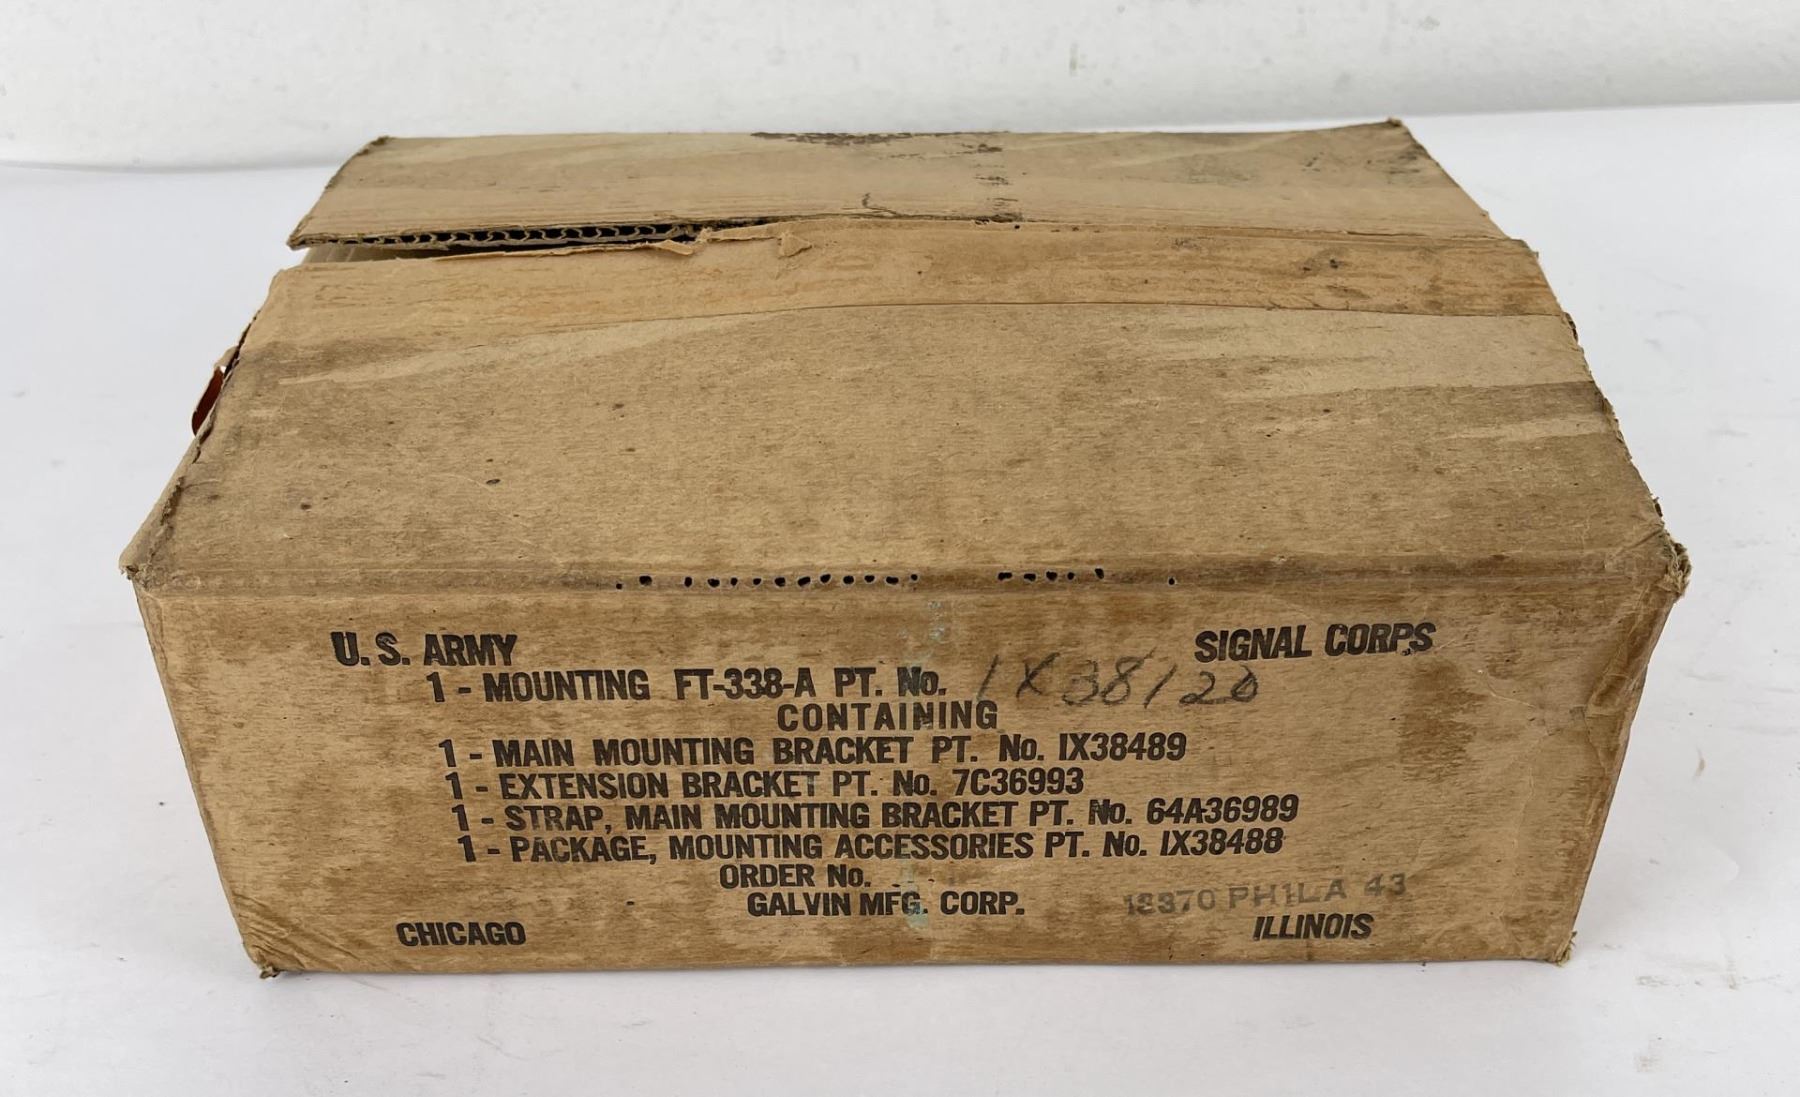 U. S. ARMY SIGNAL CORPS
1 - MOUNTING FT-338-A PT. No. 1X38120
CONTAINING
1 - MAIN MOUNTING BRACKET PT. No. IX38489
1 - EXTENSION BRACKET PT. No. 7C36993
1 - STRAP, MAIN MOUNTING BRACKET PT. No. 64A36989
1 - PACKAGE, MOUNTING ACCESSORIES PT. No. IX38488
ORDER No. 18370 PHILA 43
GALVIN MFG. CORP.
CHICAGO ILLINOIS